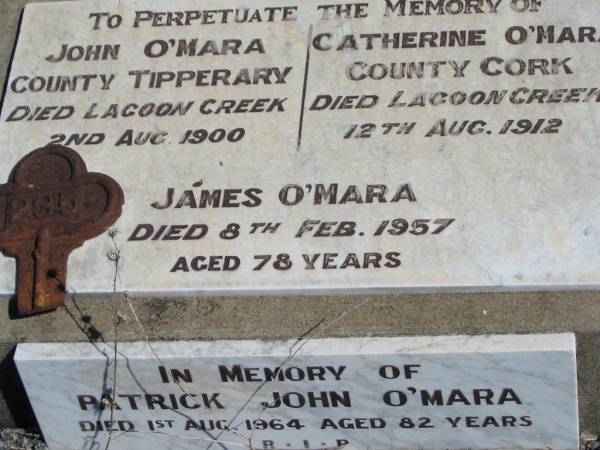 TO PERPETUATE THE MEMORY OF
JOHN O'MARA
COUNTY TIPPERARY
DIED LAGOON CREEK
2ND AUG. 1900
CATHERINE O'MARA
COUNTY CORK
DIED LAGOON CREEK
12TH AUG. 1912
JAMES O'MARA
DIED 8TH FEB. 1957
AGED 78 YEARS
IN MEMORY OF
PATRICK JOHN O'MARA
DIED 1ST AUG 1964 AGED 82 YEARS
R·I·P